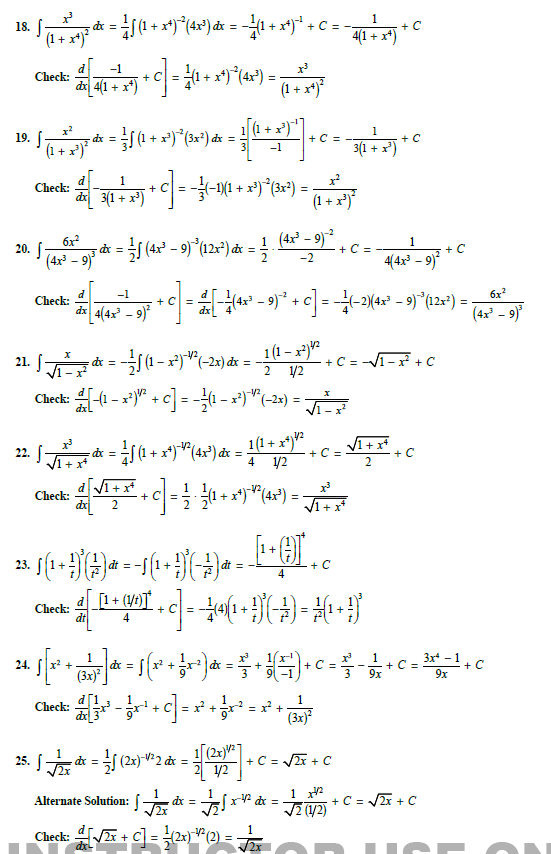 18. ∫ x³/(1 + x⁴)² dx = 1/4 ∫ (1 + x⁴)⁻²(4x³) dx = −1/4(1 + x⁴)⁻¹ + C = −1/(4(1 + x⁴)) + C
Check: d/dx[−1/(4(1 + x⁴)) + C] = 1/4(1 + x⁴)⁻²(4x³) = x³/(1 + x⁴)²
19. ∫ x²/(1 + x³)² dx = 1/3 ∫ (1 + x³)⁻²(3x²) dx = 1/3[(1 + x³)⁻¹/−1] + C = −1/(3(1 + x³)) + C
Check: d/dx[−1/(3(1 + x³)) + C] = −1/3(−1)(1 + x³)⁻²(3x²) = x²/(1 + x³)²
20. ∫ 6x²/(4x³ − 9)³ dx = 1/2 ∫ (4x³ − 9)⁻³(12x²) dx = 1/2 · (4x³ − 9)⁻²/−2 + C = −1/(4(4x³ − 9)²) + C
Check: d/dx[−1/(4(4x³ − 9)²) + C] = d/dx[−1/4(4x³ − 9)⁻² + C] = −1/4(−2)(4x³ − 9)⁻³(12x²) = 6x²/(4x³ − 9)³
21. ∫ x/√(1 − x²) dx = −1/2 ∫ (1 − x²)^(−1/2)(−2x) dx = −1/2 (1 − x²)^(1/2)/(1/2) + C = −√(1 − x²) + C
Check: d/dx[−(1 − x²)^(1/2) + C] = −1/2(1 − x²)^(−1/2)(−2x) = x/√(1 − x²)
22. ∫ x³/√(1 + x⁴) dx = 1/4 ∫ (1 + x⁴)^(−1/2)(4x³) dx = 1/4 (1 + x⁴)^(1/2)/(1/2) + C = √(1 + x⁴)/2 + C
Check: d/dx[√(1 + x⁴)/2 + C] = 1/2 · 1/2(1 + x⁴)^(−1/2)(4x³) = x³/√(1 + x⁴)
23. ∫ (1 + 1/t)³(1/t²) dt = −∫ (1 + 1/t)³(−1/t²) dt = −[1 + (1/t)]⁴/4 + C
Check: d/dt[−[1 + (1/t)]⁴/4 + C] = −1/4(4)(1 + 1/t)³(−1/t²) = 1/t²(1 + 1/t)³
24. ∫ [x² + 1/(3x)²] dx = ∫ (x² + 1/9 x⁻²) dx = x³/3 + 1/9(x⁻¹/−1) + C = x³/3 − 1/9x + C = (3x⁴ − 1)/9x + C
Check: d/dx[1/3 x³ − 1/9 x⁻¹ + C] = x² + 1/9 x⁻² = x² + 1/(3x)²
25. ∫ 1/√(2x) dx = 1/2 ∫ (2x)^(−1/2) 2 dx = 1/2[(2x)^(1/2)/(1/2)] + C = √(2x) + C
Alternate Solution: ∫ 1/√(2x) dx = 1/√2 ∫ x^(−1/2) dx = 1/√2 x^(1/2)/(1/2) + C = √(2x) + C
Check: d/dx[√(2x) + C] = 1/2(2x)^(−1/2)(2) = 1/√(2x)
INSTRUCTOR USE ON